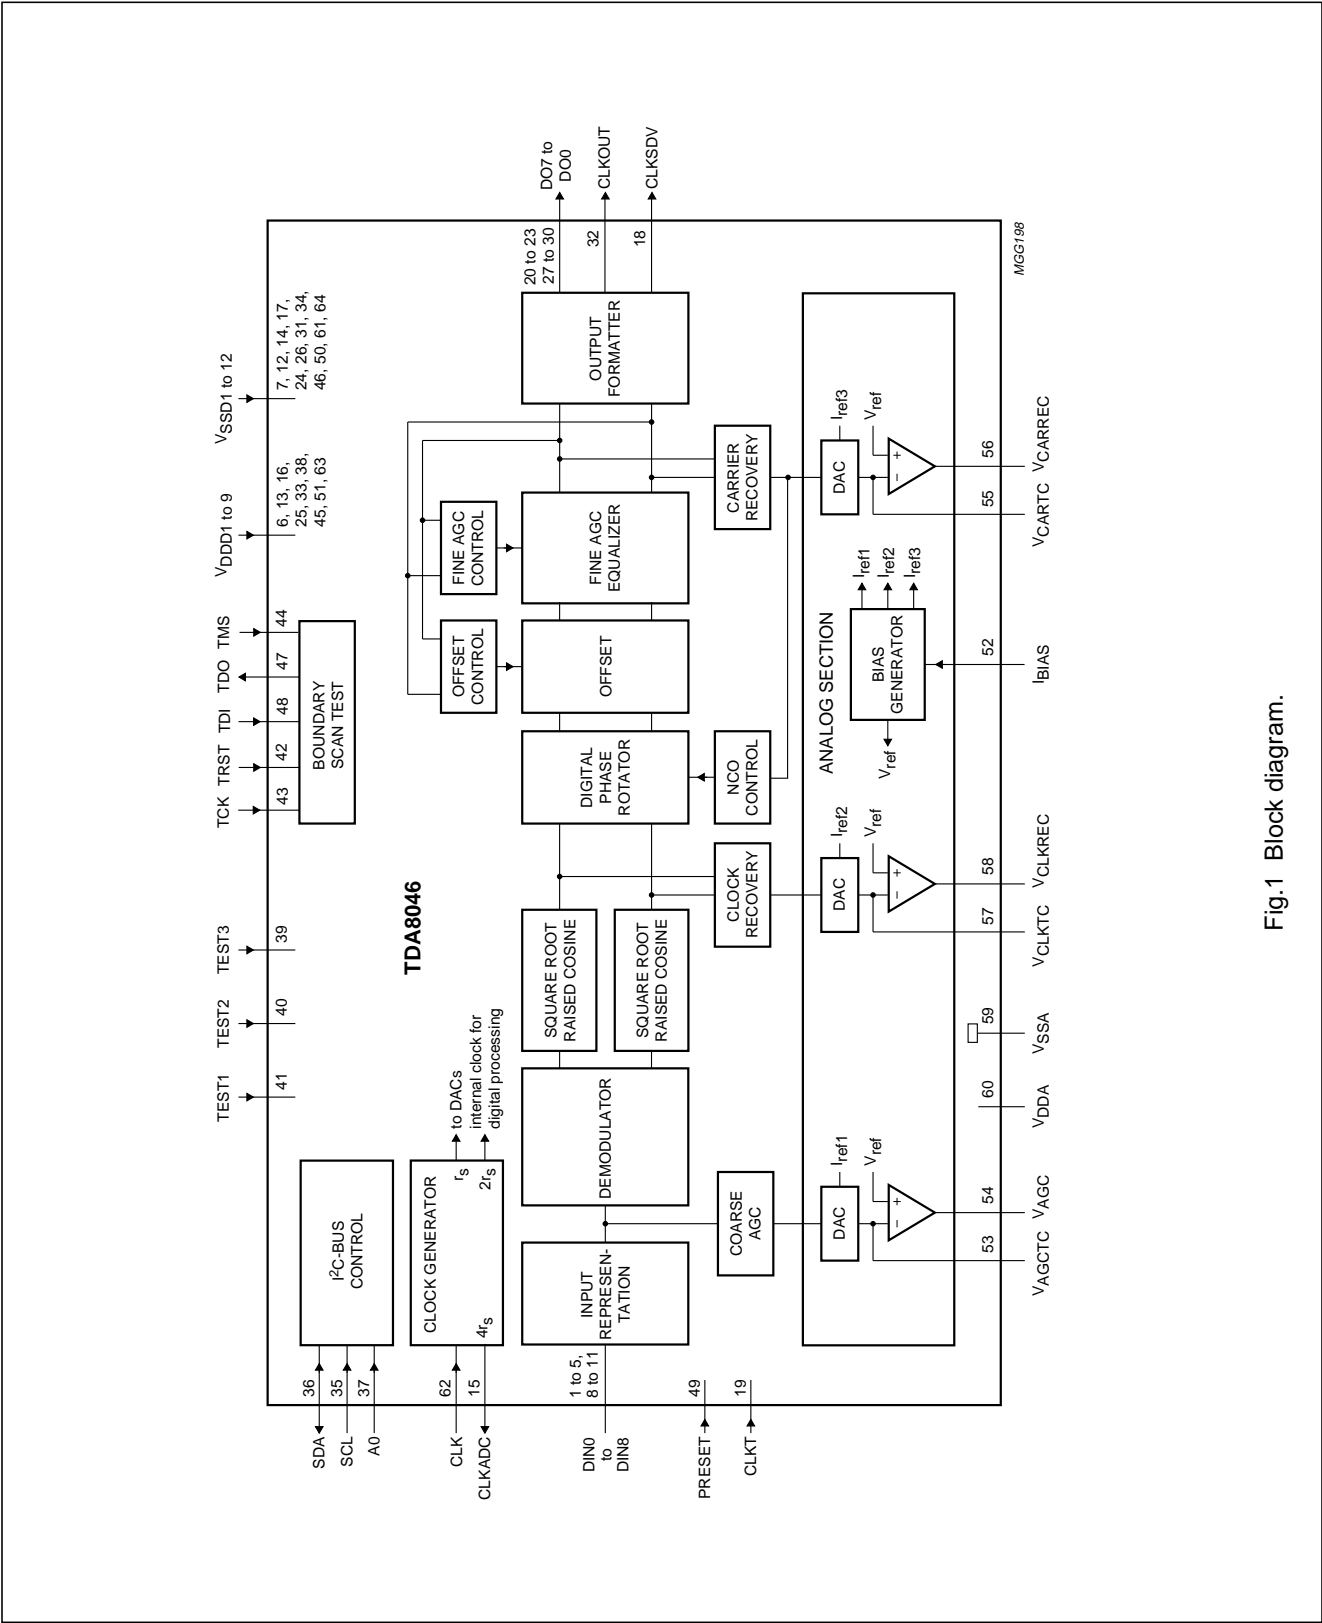 VSSD1 to 12
VDDD1 to 9
7, 12, 14, 17,
24, 26, 31, 34,
46, 50, 61, 64
6, 13, 16,
25, 33, 38,
45, 51, 63
TEST1
TEST2
TEST3
TCK
TRST
TDI
TDO
TMS
41
40
39
43
42
48
47
44
BOUNDARY
SCAN TEST
TDA8046
SDA
SCL
A0
36
35
37
I²C-BUS
CONTROL
CLK
CLKADC
62
15
CLOCK GENERATOR
4rs
rs
2rs
to DACs
internal clock for
digital processing
OFFSET
CONTROL
FINE AGC
CONTROL
DIN0
to
DIN8
1 to 5,
8 to 11
INPUT
REPRESEN-
TATION
DEMODULATOR
SQUARE ROOT
RAISED COSINE
SQUARE ROOT
RAISED COSINE
DIGITAL
PHASE
ROTATOR
OFFSET
FINE AGC
EQUALIZER
OUTPUT
FORMATTER
20 to 23
27 to 30
DO7 to
DO0
32
CLKOUT
18
CLKSDV
PRESET
49
CLKT
19
COARSE
AGC
CLOCK
RECOVERY
NCO
CONTROL
CARRIER
RECOVERY
ANALOG SECTION
DAC
Iref1
Vref
+
−
DAC
Iref2
Vref
+
−
BIAS
GENERATOR
Vref
Iref1
Iref2
Iref3
DAC
Iref3
Vref
+
−
53
54
60
59
57
58
52
55
56
VAGCTC
VAGC
VDDA
VSSA
VCLKTC
VCLKREC
IBIAS
VCARTC
VCARREC
MGG198
Fig.1 Block diagram.